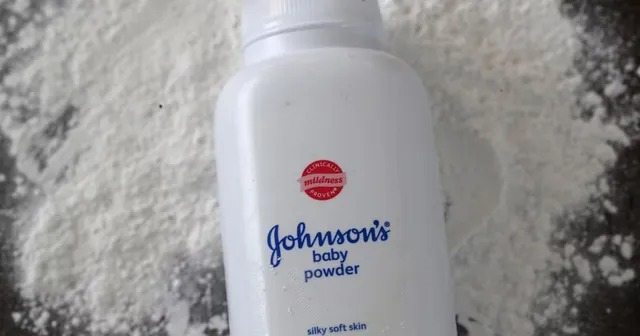 CLINICALLY
mildness
PROVEN
Johnson's®
baby
powder
silky soft skin